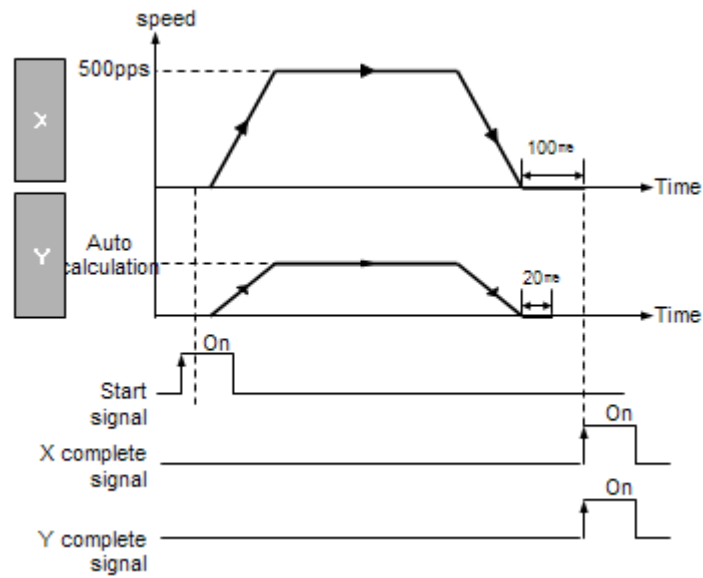 speed
500pps
X
100ms
Time
Y
Auto
calculation
20ms
Time
On
Start
signal
On
X complete
signal
On
Y complete
signal